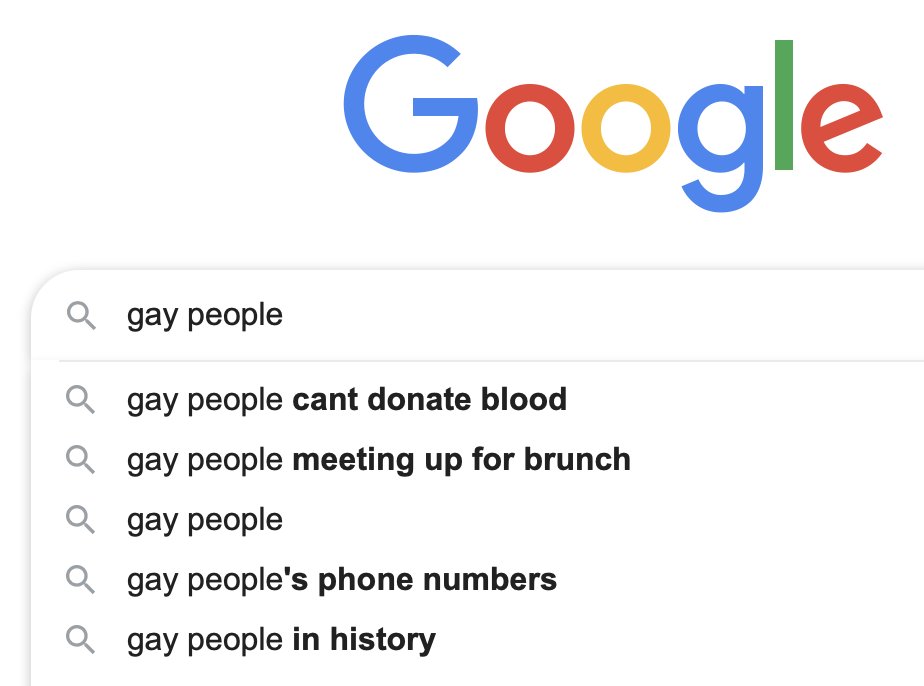 Google
gay people
gay people cant donate blood
gay people meeting up for brunch
gay people
gay people's phone numbers
gay people in history